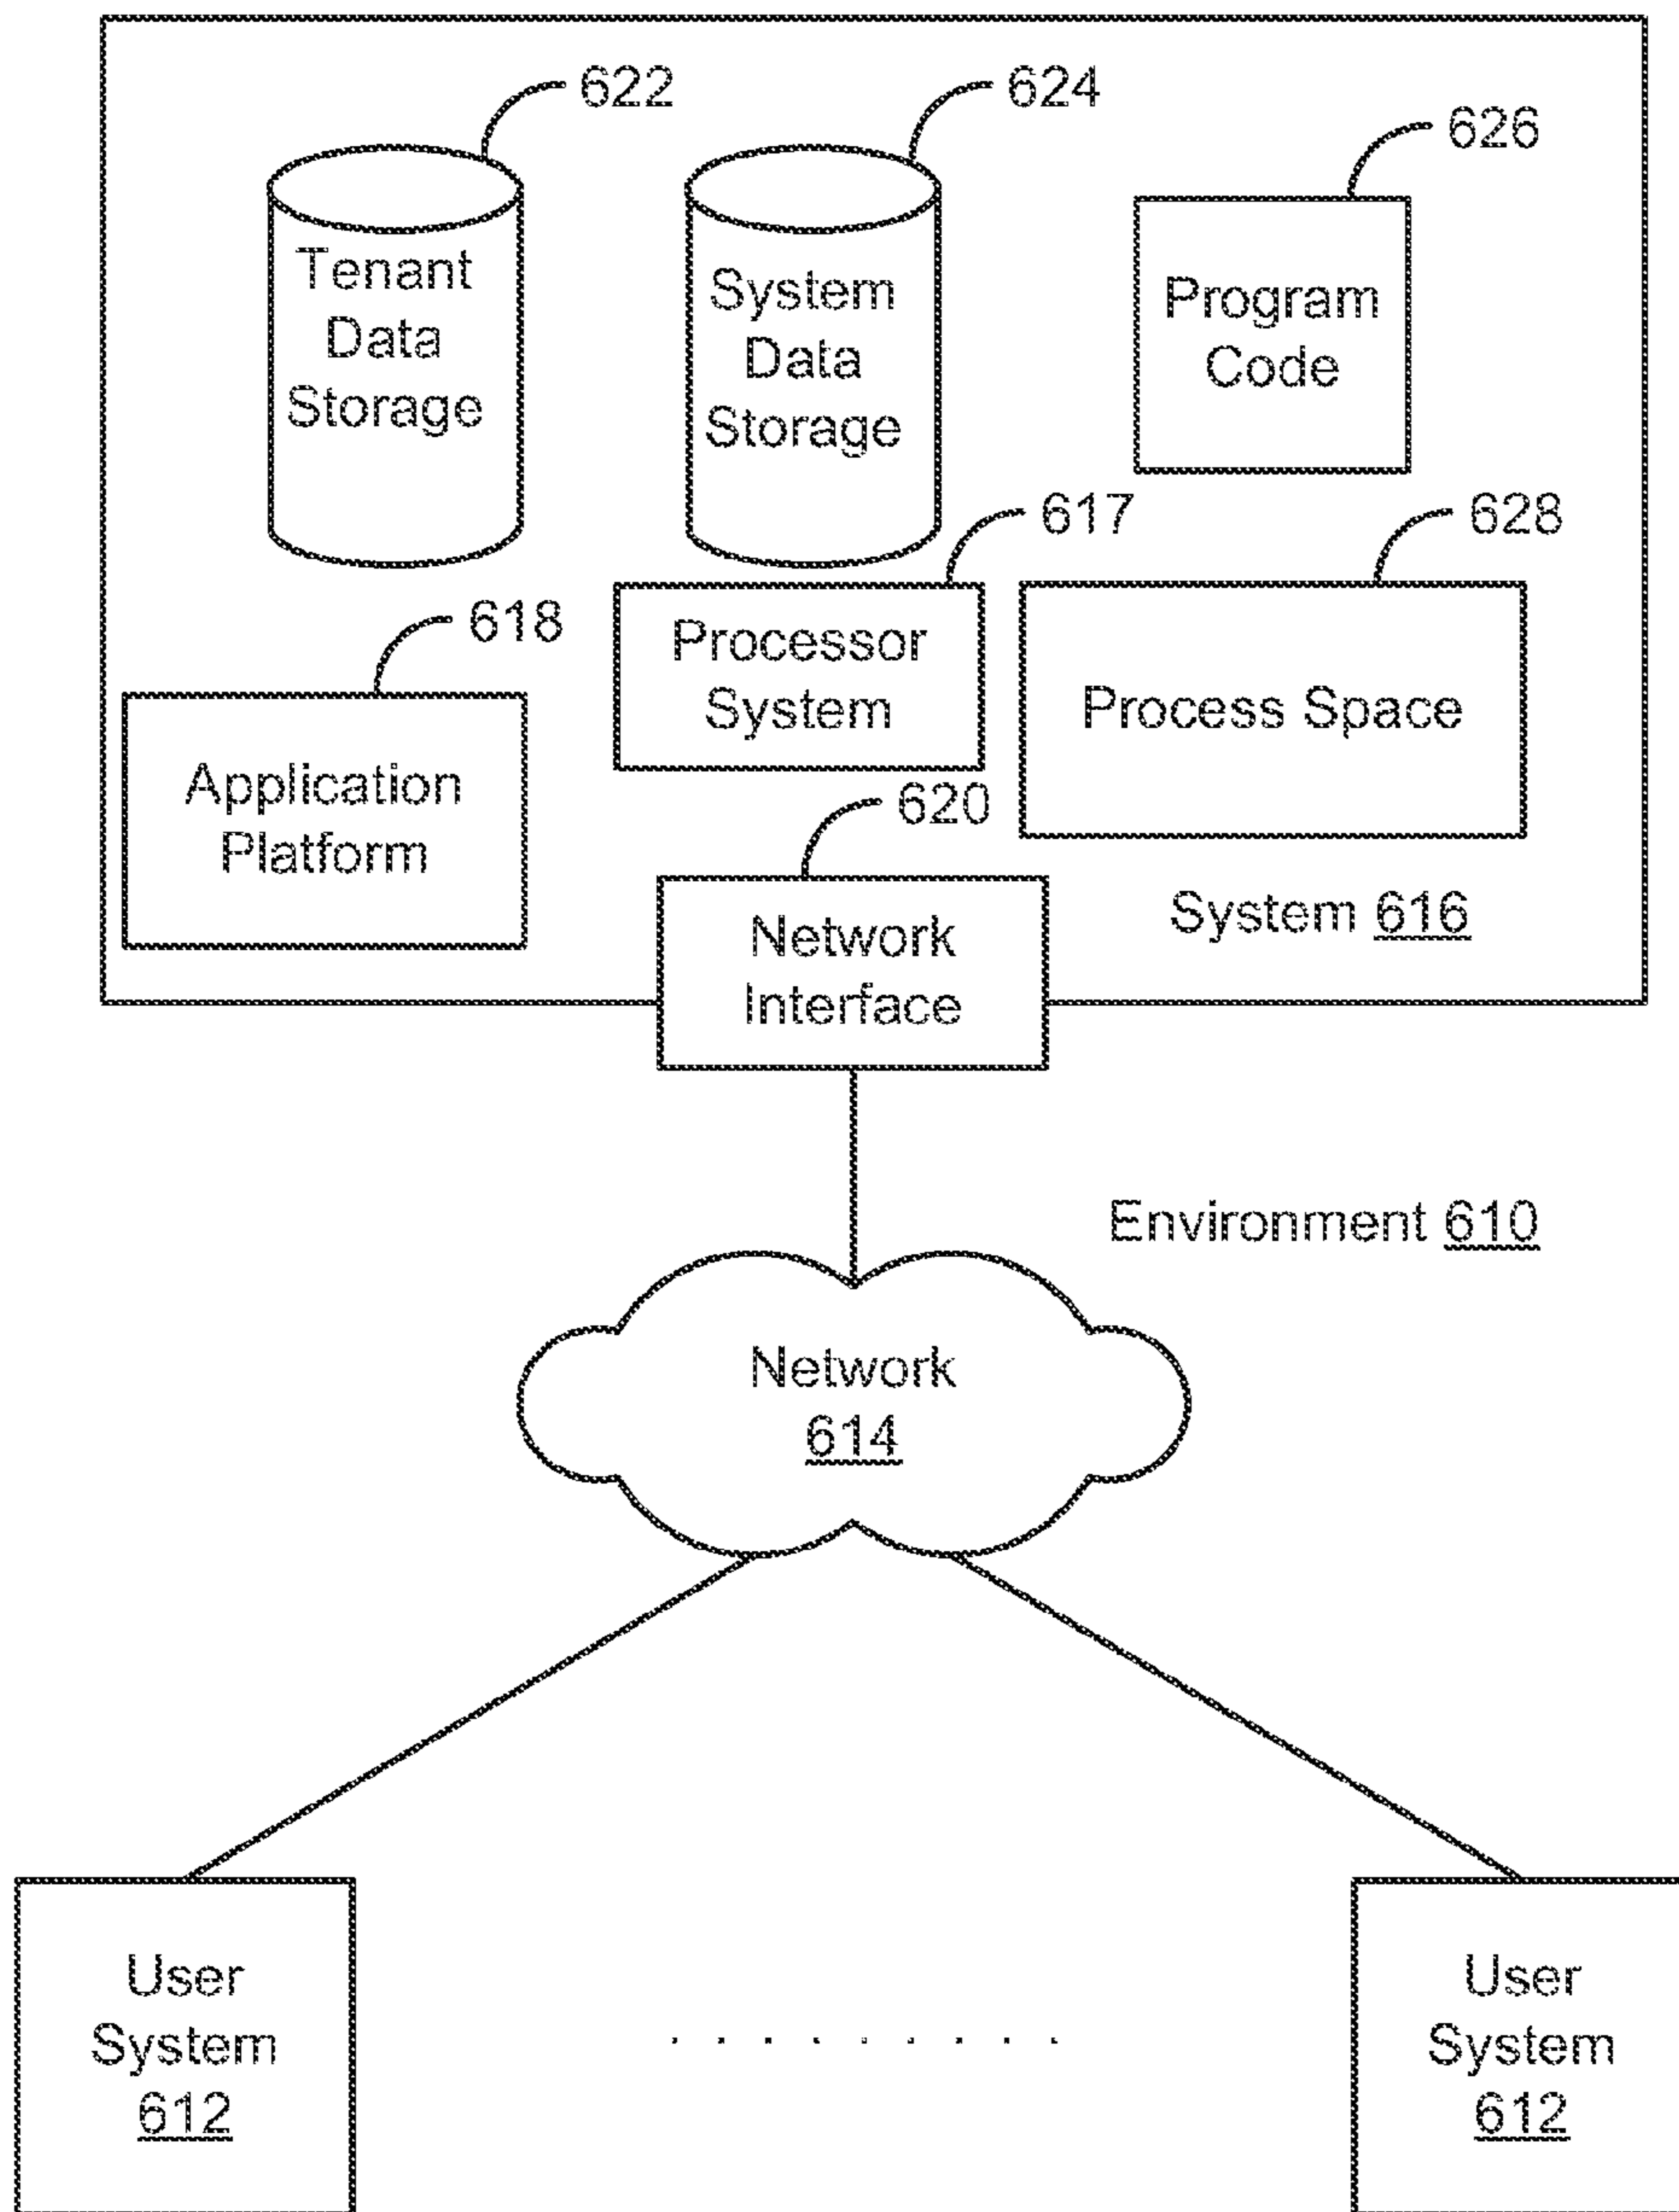 622
624
626
Tenant
Data
Storage
System
Data
Storage
Program
Code
617
628
618
Processor
System
Process Space
Application
Platform
620
Network
Interface
System 616
Environment 610
Network
614
User
System
612
. . . . . . . . .
User
System
612